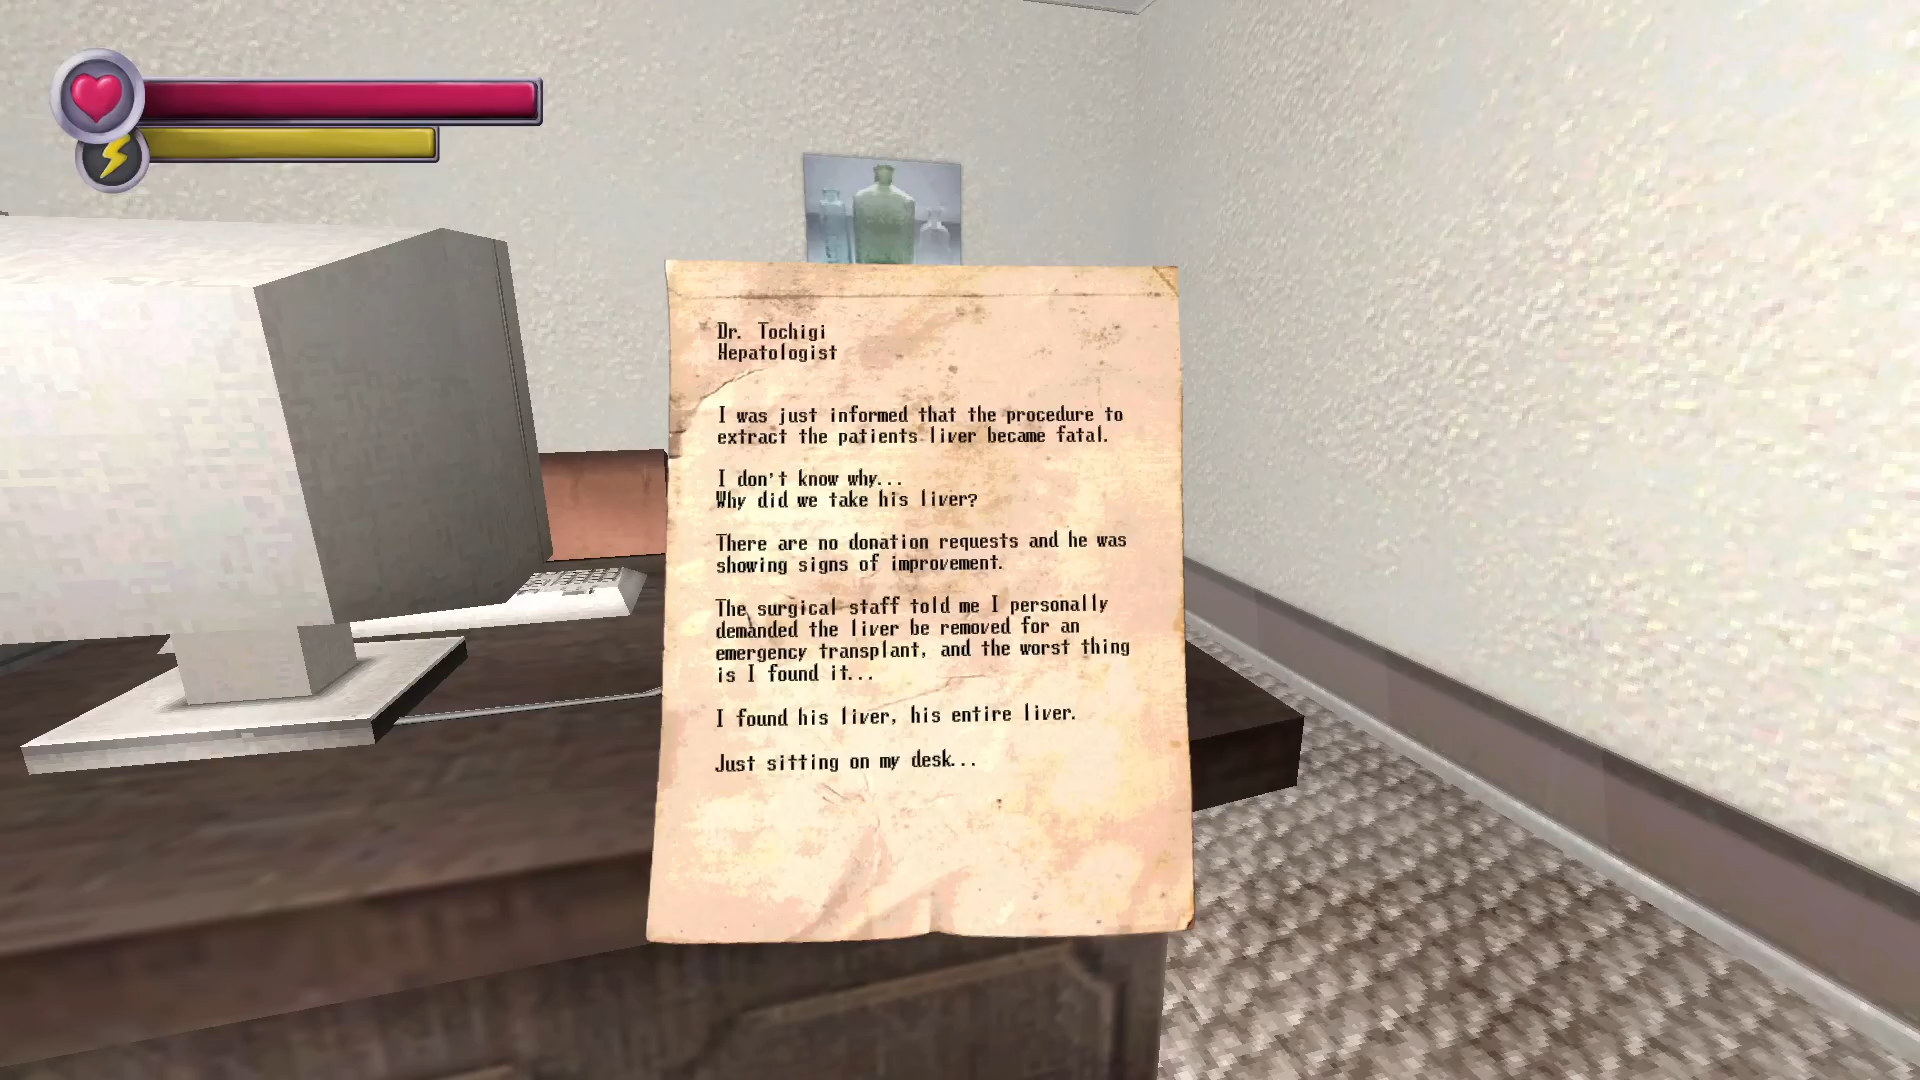 Dr. Tochigi
Hepatologist
I was just informed that the procedure to
extract the patients liver became fatal.
I don't know why...
Why did we take his liver?
There are no donation requests and he was
showing signs of improvement.
The surgical staff told me I personally
demanded the liver be removed for an
emergency transplant, and the worst thing
is I found it...
I found his liver, his entire liver.
Just sitting on my desk...